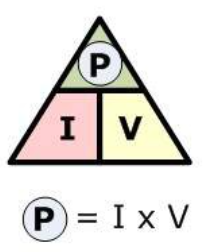 P
I V
P = I x V